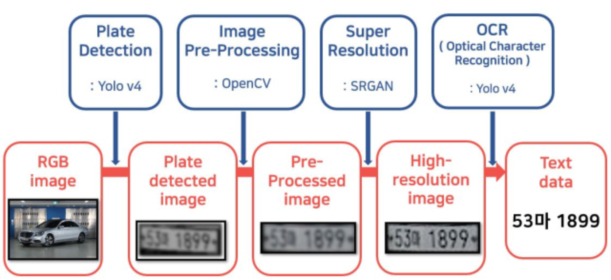 Plate
Detection
: Yolo v4
Image
Pre-Processing
: OpenCV
Super
Resolution
: SRGAN
OCR
( Optical Character
Recognition )
: Yolo v4
RGB
image
Plate
detected
image
53마 1899
Pre-
Processed
image
53마 1899
High-
resolution
image
53마 1899
Text
data
53마 1899